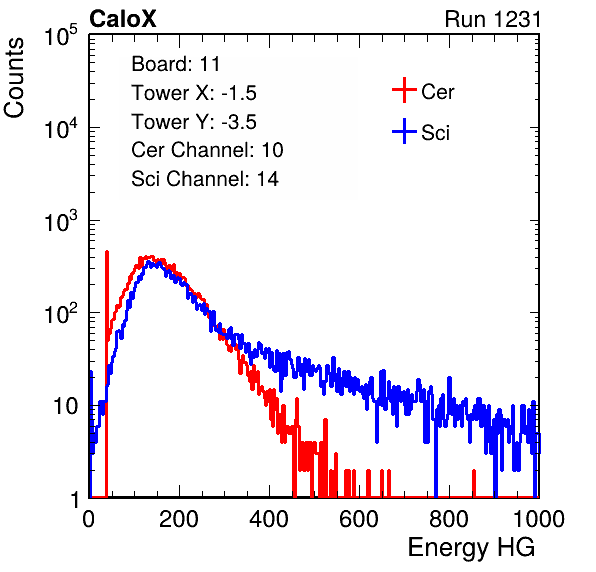 CaloX Run 1231
Counts
10^5
10^4
10^3
10^2
10
1
Board: 11
Tower X: -1.5
Tower Y: -3.5
Cer Channel: 10
Sci Channel: 14
Cer
Sci
0 200 400 600 800 1000
Energy HG